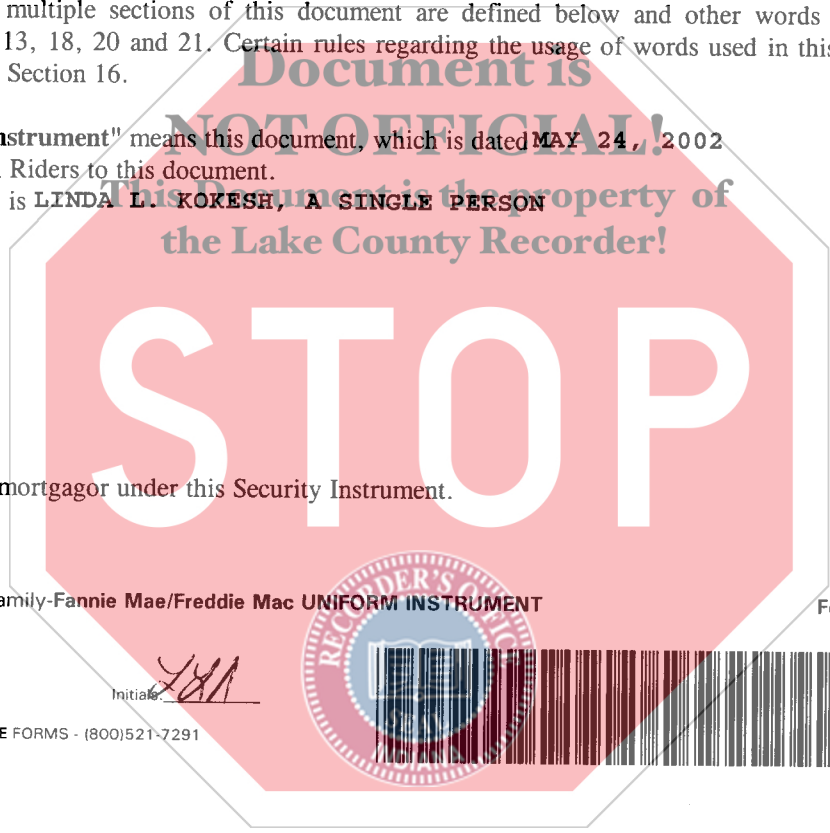 multiple sections of this document are defined below and other words
13, 18, 20 and 21. Certain rules regarding the usage of words used in this
Section 16.
Document is
nstrument" means this document, which is dated MAY 24, 2002
NOT OFFICIAL!
Riders to this document.
is LINDA L. KOKESH, A SINGLE PERSON
This Document is the property of
the Lake County Recorder!
STOP
mortgagor under this Security Instrument.
amily-Fannie Mae/Freddie Mac UNIFORM INSTRUMENT
RECORDER'S OFFICE
SEAL
INDIANA
Initials:
E FORMS - (800)521-7291